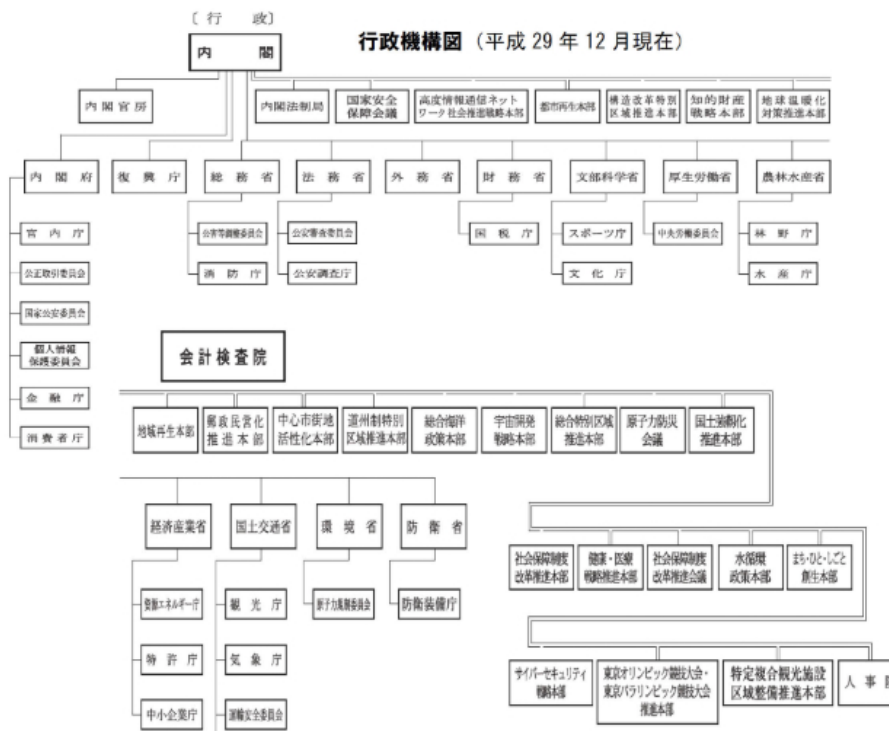 〔行　政〕
行政機構図（平成 29 年 12 月現在）
内　閣
内閣官房
内閣法制局
国家安全
保障会議
高度情報通信ネット
ワーク社会推進戦略本部
都市再生本部
構造改革特別
区域推進本部
知的財産
戦略本部
地球温暖化
対策推進本部
内閣府
復興庁
総務省
法務省
外務省
財務省
文部科学省
厚生労働省
農林水産省
宮内庁
公正取引委員会
国家公安委員会
個人情報
保護委員会
金融庁
消費者庁
公害等調整委員会
消防庁
公安審査委員会
公安調査庁
国税庁
スポーツ庁
文化庁
中央労働委員会
林野庁
水産庁
会計検査院
地域再生本部
郵政民営化
推進本部
中心市街地
活性化本部
道州制特別
区域推進本部
総合海洋
政策本部
宇宙開発
戦略本部
総合特別区域
推進本部
原子力防災
会議
国土強靱化
推進本部
経済産業省
国土交通省
環境省
防衛省
資源エネルギー庁
特許庁
中小企業庁
観光庁
気象庁
運輸安全委員会
原子力規制委員会
防衛装備庁
社会保障制度
改革推進本部
健康・医療
戦略推進本部
社会保障制度
改革推進会議
水循環
政策本部
まち・ひと・しごと
創生本部
サイバーセキュリティ
戦略本部
東京オリンピック競技大会・
東京パラリンピック競技大会
推進本部
特定複合観光施設
区域整備推進本部
人事院